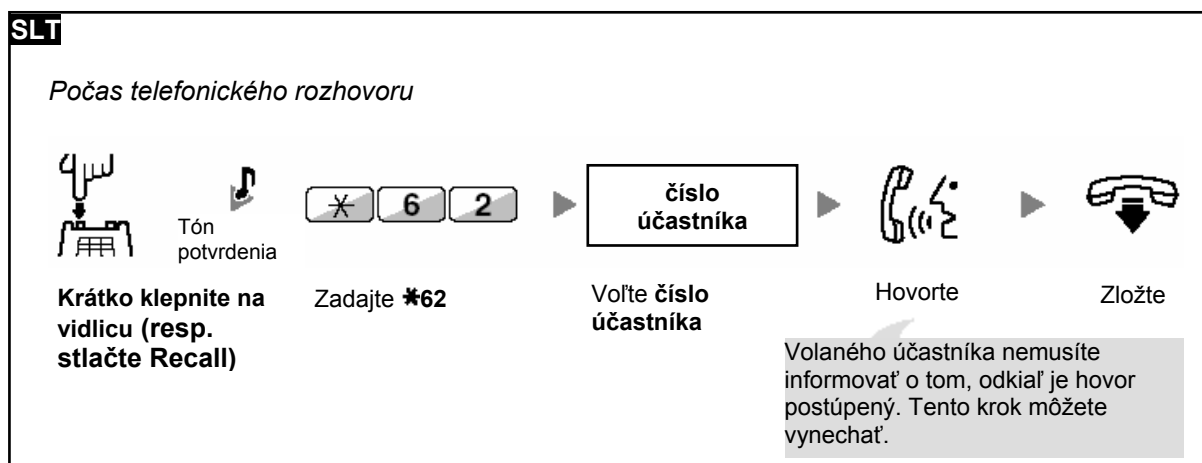 SLT
Počas telefonického rozhovoru
Tón
potvrdenia
* 6 2
číslo
účastníka
Krátko klepnite na
vidlicu (resp.
stlačte Recall)
Zadajte *62
Voľte číslo
účastníka
Hovorte
Zložte
Volaného účastníka nemusíte
informovať o tom, odkiaľ je hovor
postúpený. Tento krok môžete
vynechať.